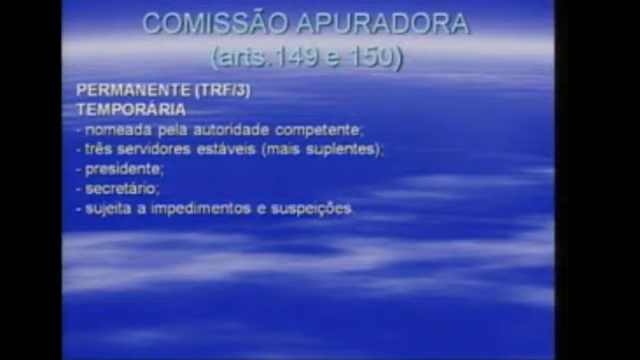 COMISSÃO APURADORA
(arts.149 e 150)
PERMANENTE (TRF/3)
TEMPORÁRIA
- nomeada pela autoridade competente;
- três servidores estáveis (mais suplentes);
- presidente;
- secretário;
- sujeita a impedimentos e suspeições.